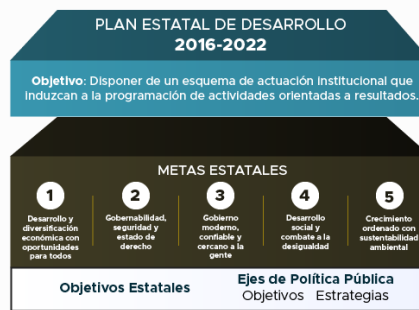 PLAN ESTATAL DE DESARROLLO
2016-2022
Objetivo: Disponer de un esquema de actuación institucional que
induzcan a la programación de actividades orientadas a resultados.
METAS ESTATALES
1
Desarrollo y
diversificación
económica con
oportunidades
para todos
2
Gobernabilidad,
seguridad y
estado de
derecho
3
Gobierno
moderno,
confiable y
cercano a la
gente
4
Desarrollo
social y
combate a la
desigualdad
5
Crecimiento
ordenado con
sustentabilidad
ambiental
Objetivos Estatales
Ejes de Política Pública
Objetivos Estrategias